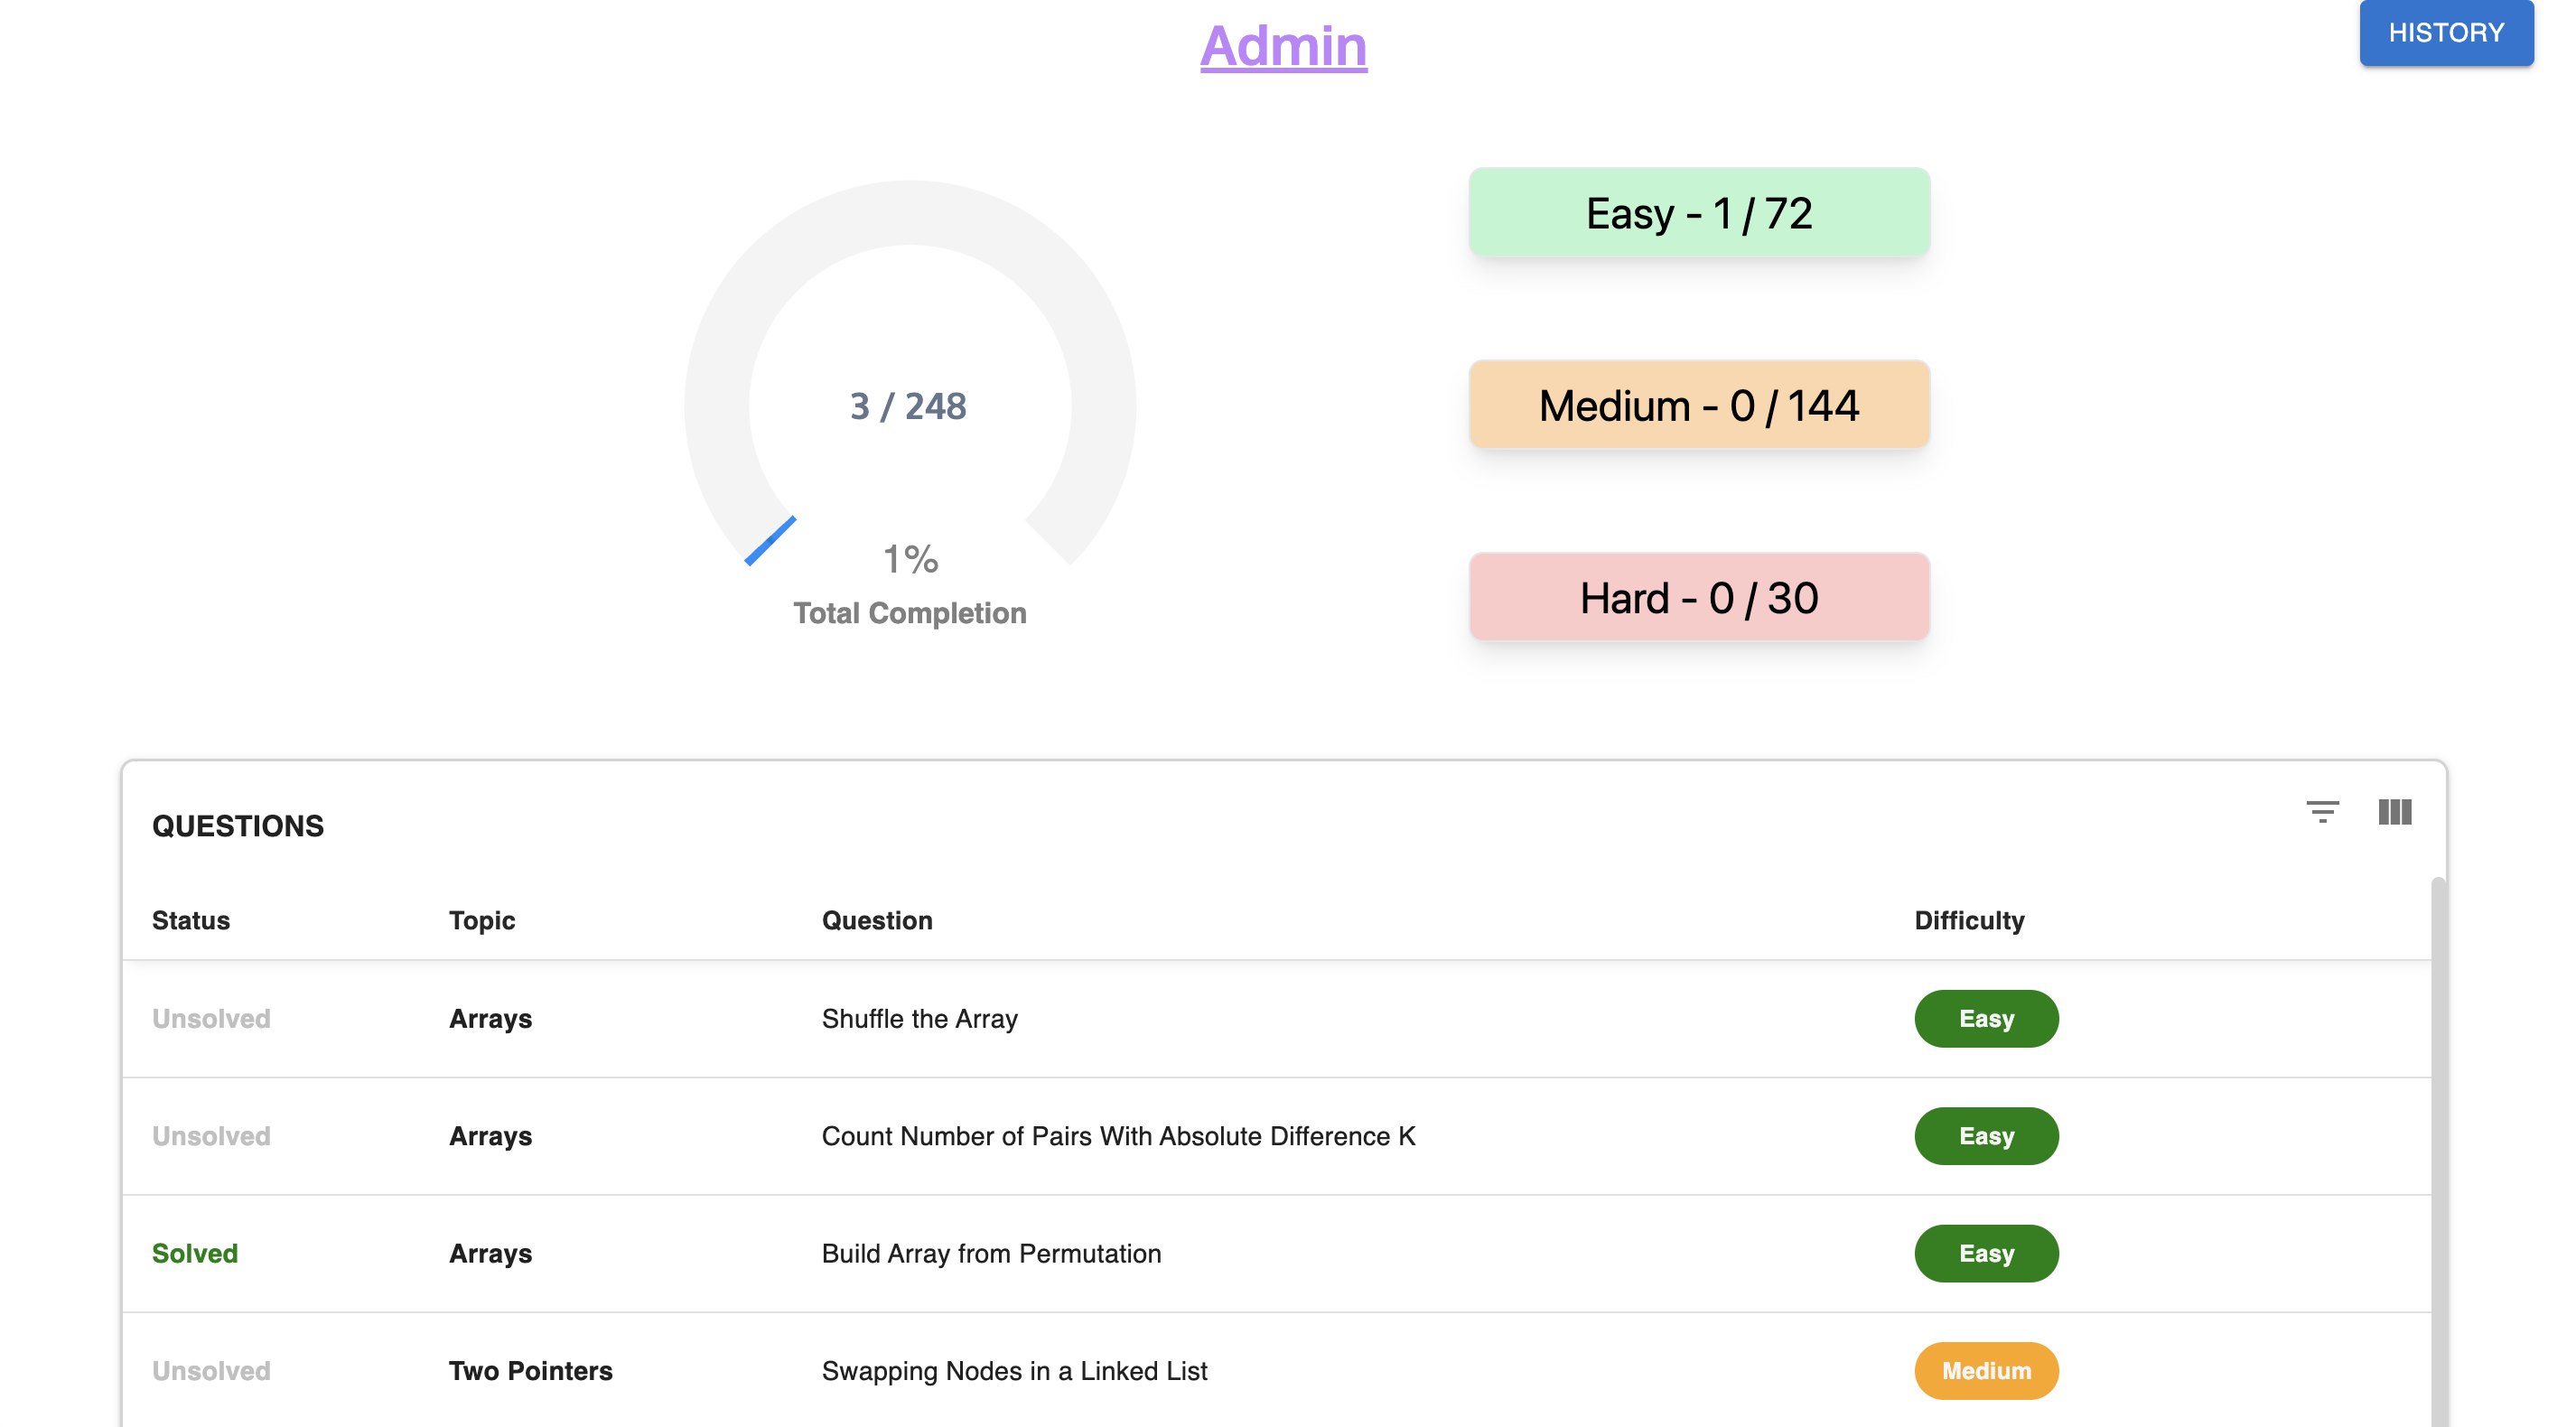 Admin
HISTORY
3 / 248
1%
Total Completion
Easy - 1 / 72
Medium - 0 / 144
Hard - 0 / 30
QUESTIONS
Status Topic Question Difficulty
Unsolved Arrays Shuffle the Array Easy
Unsolved Arrays Count Number of Pairs With Absolute Difference K Easy
Solved Arrays Build Array from Permutation Easy
Unsolved Two Pointers Swapping Nodes in a Linked List Medium